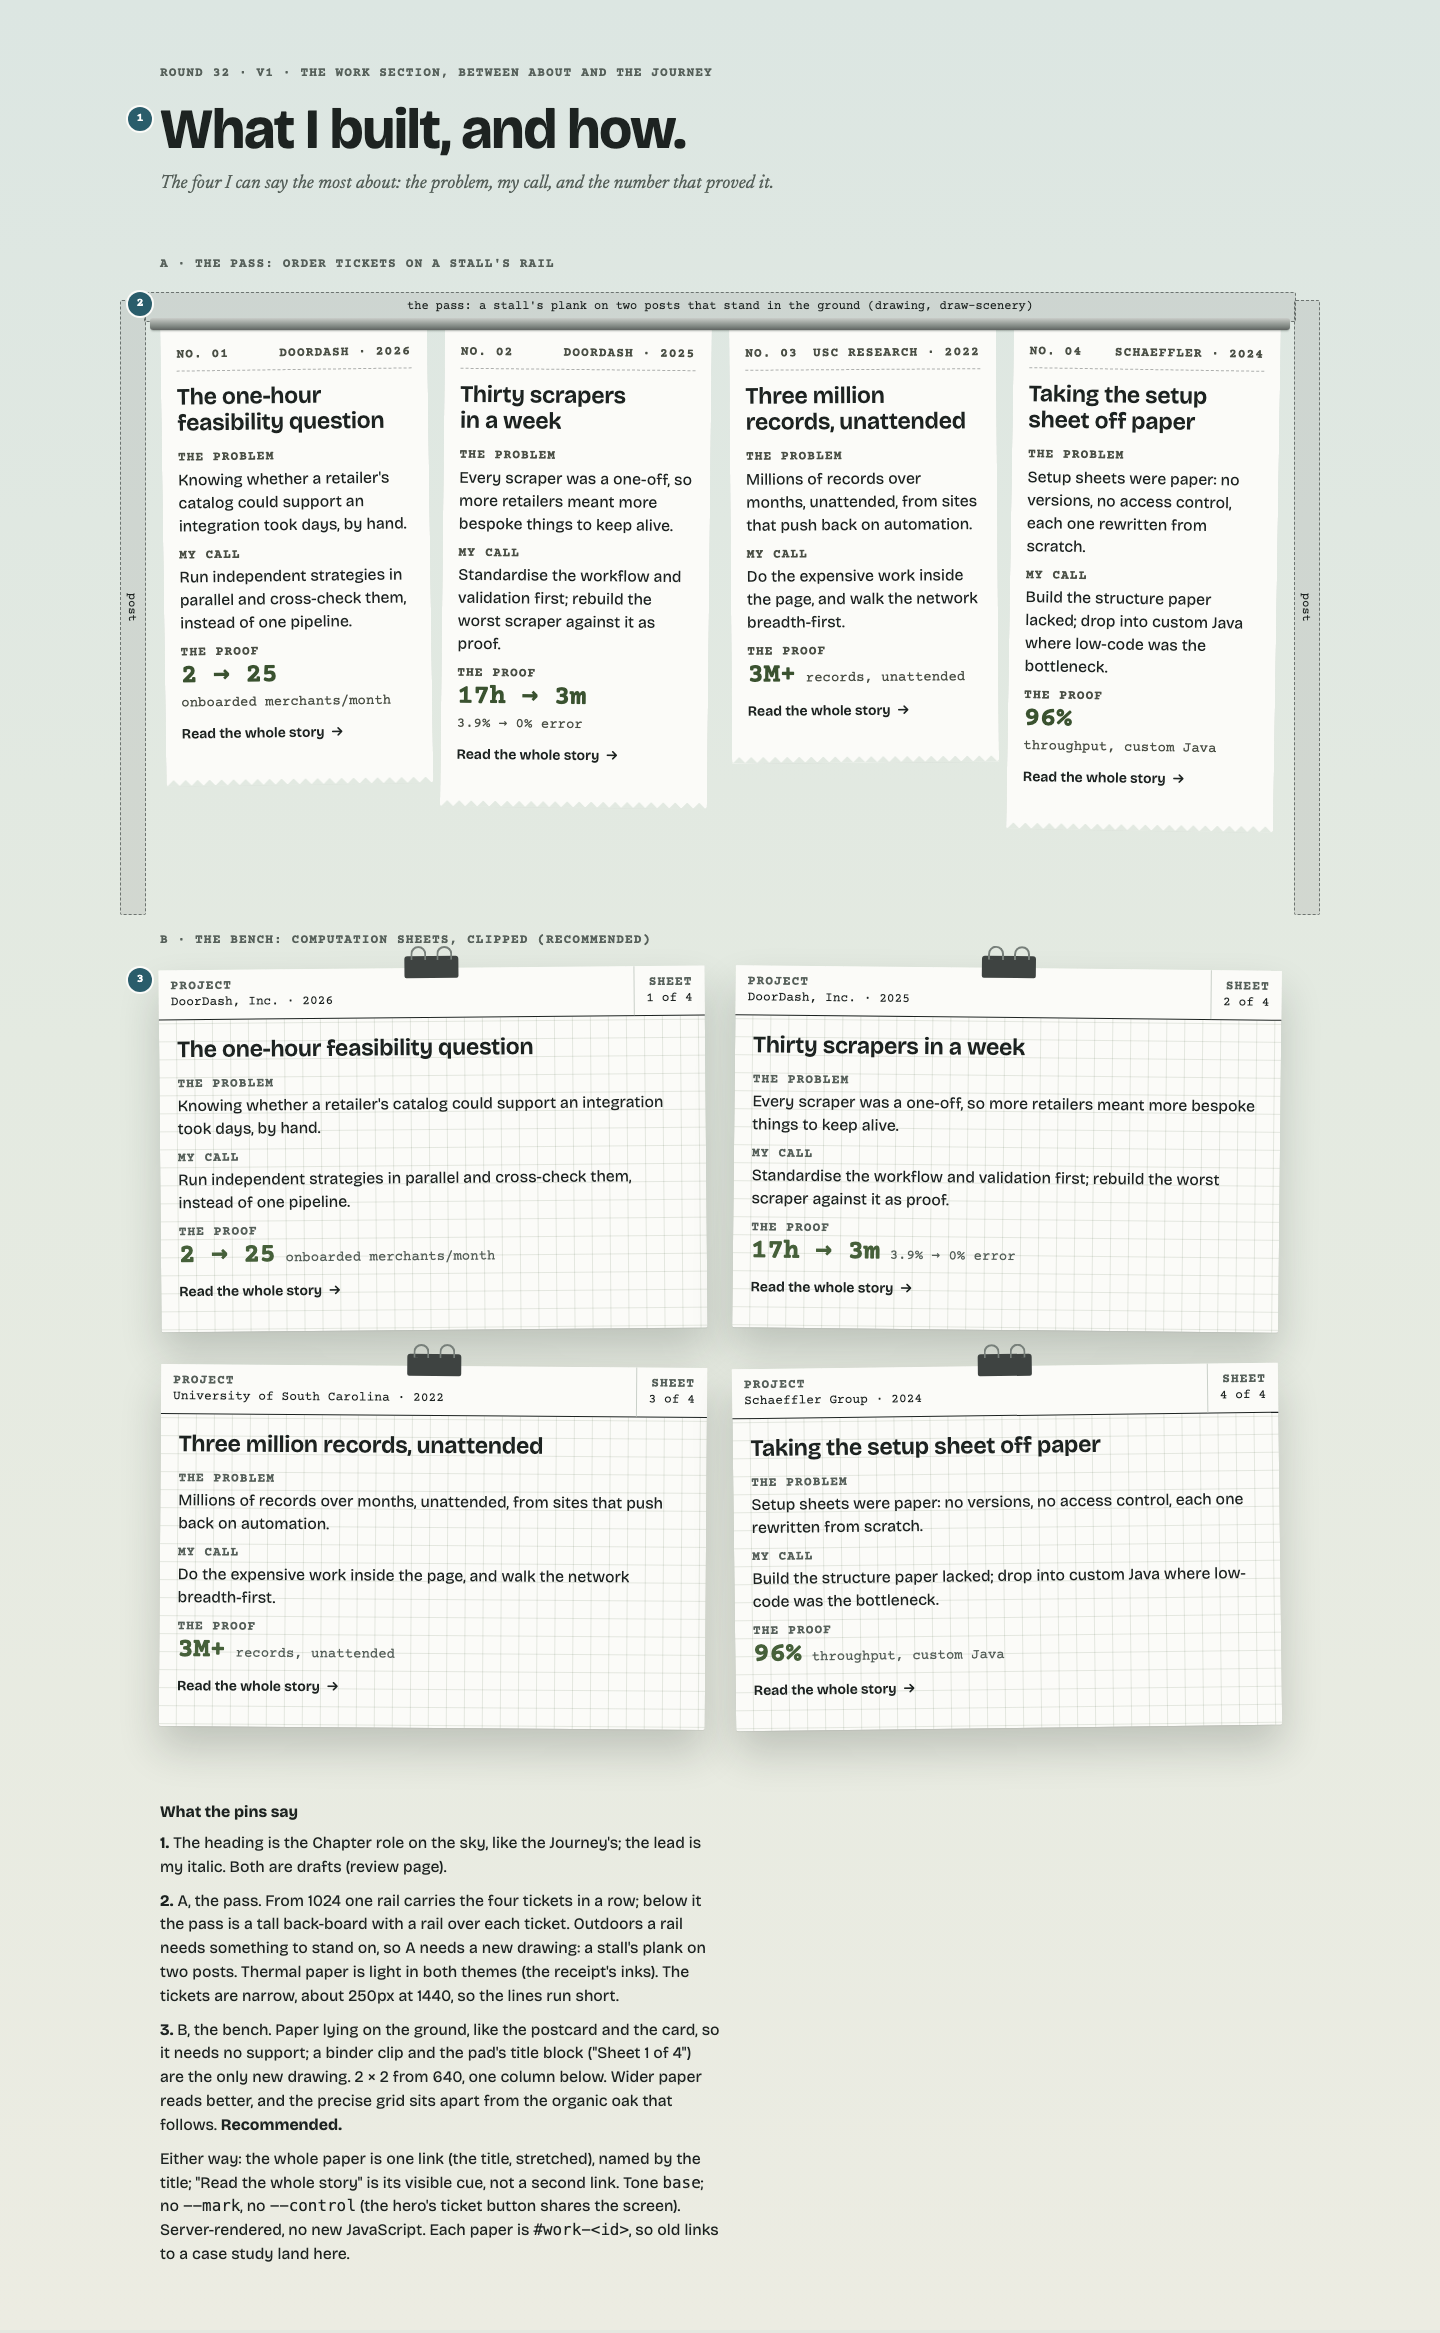 ROUND 32 · V1 · THE WORK SECTION, BETWEEN ABOUT AND THE JOURNEY
1
What I built, and how.
The four I can say the most about: the problem, my call, and the number that proved it.
A · THE PASS: ORDER TICKETS ON A STALL'S RAIL
2
the pass: a stall's plank on two posts that stand in the ground (drawing, draw-scenery)
post
NO. 01 DOORDASH · 2026
The one-hour
feasibility question
THE PROBLEM
Knowing whether a retailer's
catalog could support an
integration took days, by hand.
MY CALL
Run independent strategies in
parallel and cross-check them,
instead of one pipeline.
THE PROOF
2 → 25
onboarded merchants/month
Read the whole story →
NO. 02 DOORDASH · 2025
Thirty scrapers
in a week
THE PROBLEM
Every scraper was a one-off, so
more retailers meant more
bespoke things to keep alive.
MY CALL
Standardise the workflow and
validation first; rebuild the
worst scraper against it as
proof.
THE PROOF
17h → 3m
3.9% → 0% error
Read the whole story →
NO. 03 USC RESEARCH · 2022
Three million
records, unattended
THE PROBLEM
Millions of records over
months, unattended, from sites
that push back on automation.
MY CALL
Do the expensive work inside
the page, and walk the network
breadth-first.
THE PROOF
3M+ records, unattended
Read the whole story →
NO. 04 SCHAEFFLER · 2024
Taking the setup
sheet off paper
THE PROBLEM
Setup sheets were paper: no
versions, no access control,
each one rewritten from
scratch.
MY CALL
Build the structure paper
lacked; drop into custom Java
where low-code was the
bottleneck.
THE PROOF
96%
throughput, custom Java
Read the whole story →
post
B · THE BENCH: COMPUTATION SHEETS, CLIPPED (RECOMMENDED)
3
PROJECT
DoorDash, Inc. · 2026
SHEET
1 of 4
The one-hour feasibility question
THE PROBLEM
Knowing whether a retailer's catalog could support an integration
took days, by hand.
MY CALL
Run independent strategies in parallel and cross-check them,
instead of one pipeline.
THE PROOF
2 → 25 onboarded merchants/month
Read the whole story →
PROJECT
DoorDash, Inc. · 2025
SHEET
2 of 4
Thirty scrapers in a week
THE PROBLEM
Every scraper was a one-off, so more retailers meant more bespoke
things to keep alive.
MY CALL
Standardise the workflow and validation first; rebuild the worst
scraper against it as proof.
THE PROOF
17h → 3m 3.9% → 0% error
Read the whole story →
PROJECT
University of South Carolina · 2022
SHEET
3 of 4
Three million records, unattended
THE PROBLEM
Millions of records over months, unattended, from sites that push
back on automation.
MY CALL
Do the expensive work inside the page, and walk the network
breadth-first.
THE PROOF
3M+ records, unattended
Read the whole story →
PROJECT
Schaeffler Group · 2024
SHEET
4 of 4
Taking the setup sheet off paper
THE PROBLEM
Setup sheets were paper: no versions, no access control, each one
rewritten from scratch.
MY CALL
Build the structure paper lacked; drop into custom Java where low-
code was the bottleneck.
THE PROOF
96% throughput, custom Java
Read the whole story →
What the pins say
1. The heading is the Chapter role on the sky, like the Journey's; the lead is
my italic. Both are drafts (review page).
2. A, the pass. From 1024 one rail carries the four tickets in a row; below it
the pass is a tall back-board with a rail over each ticket. Outdoors a rail
needs something to stand on, so A needs a new drawing: a stall's plank on
two posts. Thermal paper is light in both themes (the receipt's inks). The
tickets are narrow, about 250px at 1440, so the lines run short.
3. B, the bench. Paper lying on the ground, like the postcard and the card, so
it needs no support; a binder clip and the pad's title block ("Sheet 1 of 4")
are the only new drawing. 2 × 2 from 640, one column below. Wider paper
reads better, and the precise grid sits apart from the organic oak that
follows. Recommended.
Either way: the whole paper is one link (the title, stretched), named by the
title; "Read the whole story" is its visible cue, not a second link. Tone base;
no --mark, no --control (the hero's ticket button shares the screen).
Server-rendered, no new JavaScript. Each paper is #work-<id>, so old links
to a case study land here.